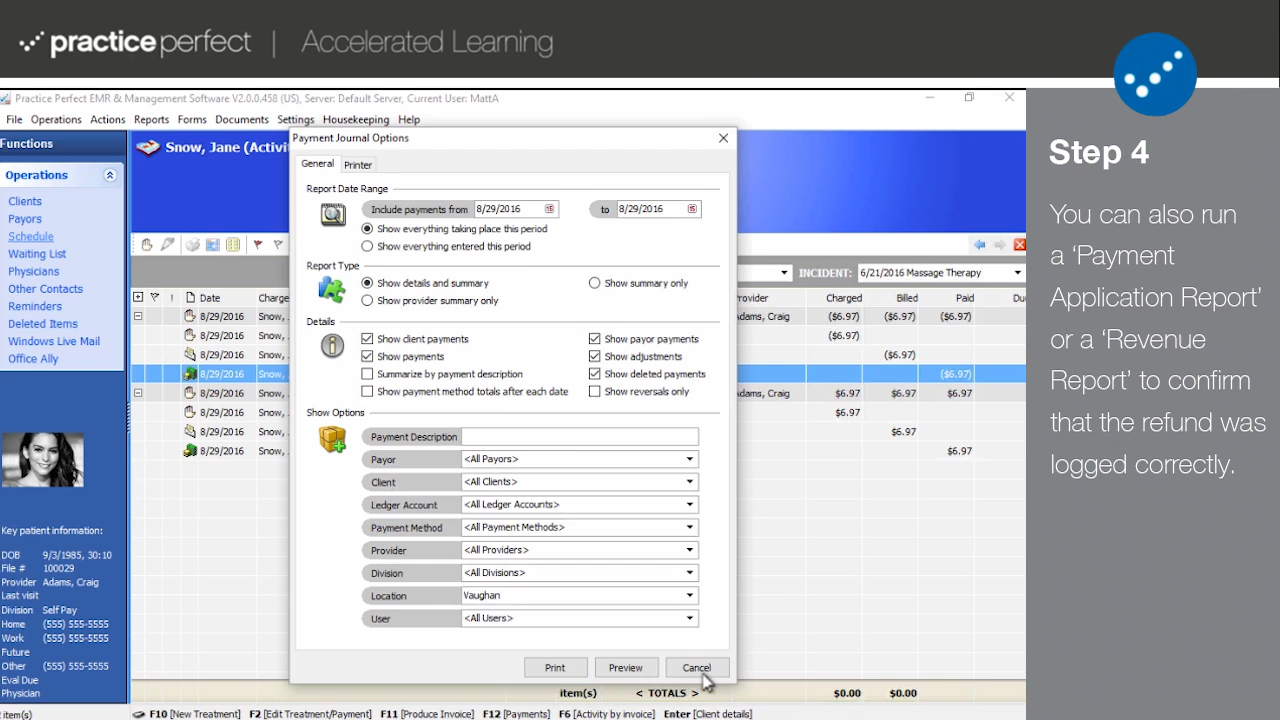 practiceperfect | Accelerated Learning
Practice Perfect EMR & Management Software V2.0.0.458 (US), Server: Default Server, Current User: MattA
File Operations Actions Reports Forms Documents Settings Housekeeping Help
Functions
Operations
Clients
Payors
Schedule
Waiting List
Physicians
Other Contacts
Reminders
Deleted Items
Windows Live Mail
Office Ally
Key patient information:
DOB 9/3/1985, 30:10
File # 100029
Provider Adams, Craig
Last visit
Division Self Pay
Home (555) 555-5555
Work (555) 555-5555
Future
Other (555) 555-5555
Eval Due
Physician
Snow, Jane (Activi
INCIDENT: 6/21/2016 Massage Therapy
! Date Charge rovider Charged Billed Paid Du
8/29/2016 Snow, Adams, Craig ($6.97) ($6.97) ($6.97)
8/29/2016 Snow, . ($6.97)
8/29/2016 Snow, . ($6.97)
8/29/2016 Snow, . ($6.97)
8/29/2016 Snow, . Adams, Craig $6.97 $6.97 $6.97
8/29/2016 Snow, . $6.97
8/29/2016 Snow, . $6.97
8/29/2016 Snow, . $6.97
Payment Journal Options
General Printer
Report Date Range
Include payments from 8/29/2016 to 8/29/2016
Show everything taking place this period
Show everything entered this period
Report Type
Show details and summary Show summary only
Show provider summary only
Details
Show client payments Show payor payments
Show payments Show adjustments
Summarize by payment description Show deleted payments
Show payment method totals after each date Show reversals only
Show Options
Payment Description
Payor <All Payors>
Client <All Clients>
Ledger Account <All Ledger Accounts>
Payment Method <All Payment Methods>
Provider <All Providers>
Division <All Divisions>
Location Vaughan
User <All Users>
Print Preview Cancel
item(s) < TOTALS > $0.00 $0.00
item(s) F10 [New Treatment] F2 [Edit Treatment/Payment] F11 [Produce Invoice] F12 [Payments] F6 [Activity by invoice] Enter [Client details]
Step 4
You can also run
a ‘Payment
Application Report’
or a ‘Revenue
Report’ to confirm
that the refund was
logged correctly.